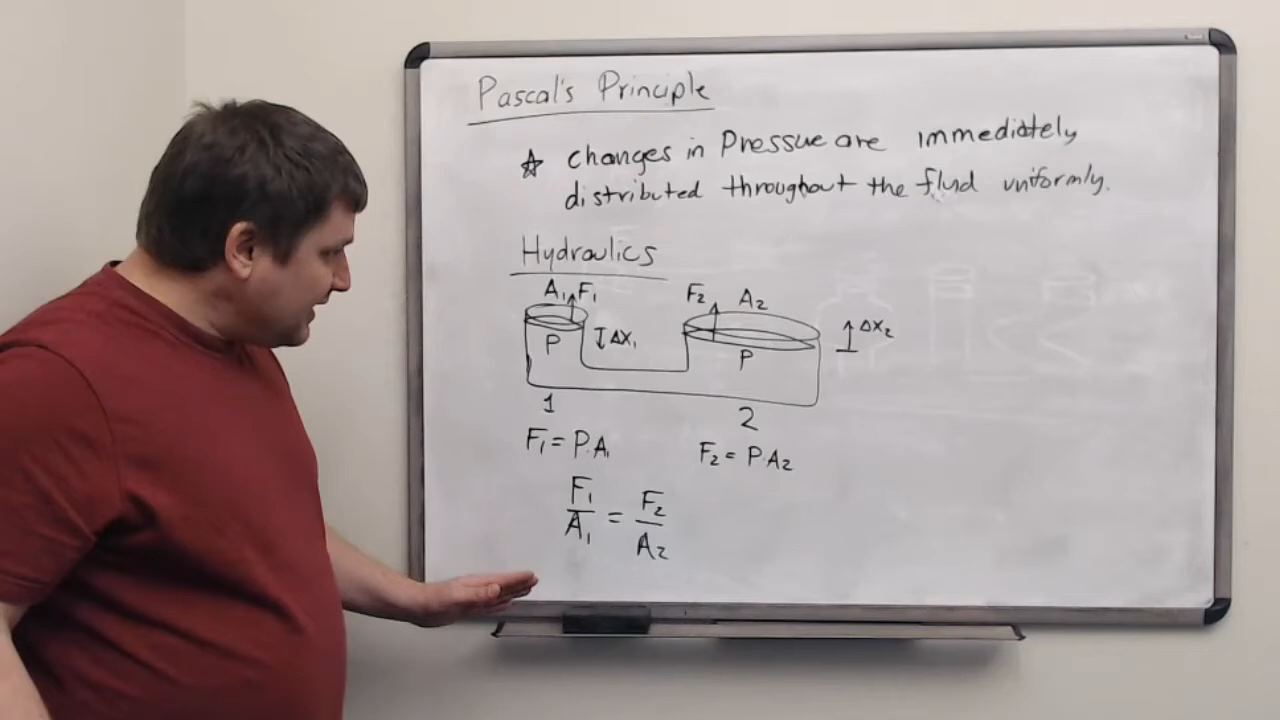 Pascal's Principle
☆ Changes in Pressue are immediately
distributed throughout the fluid uniformly.
Hydraulics
A₁ F₁ F₂ A₂
P ΔX₁ P ΔX₂
1 2
F₁ = P·A₁ F₂ = P A₂
F₁/A₁ = F₂/A₂